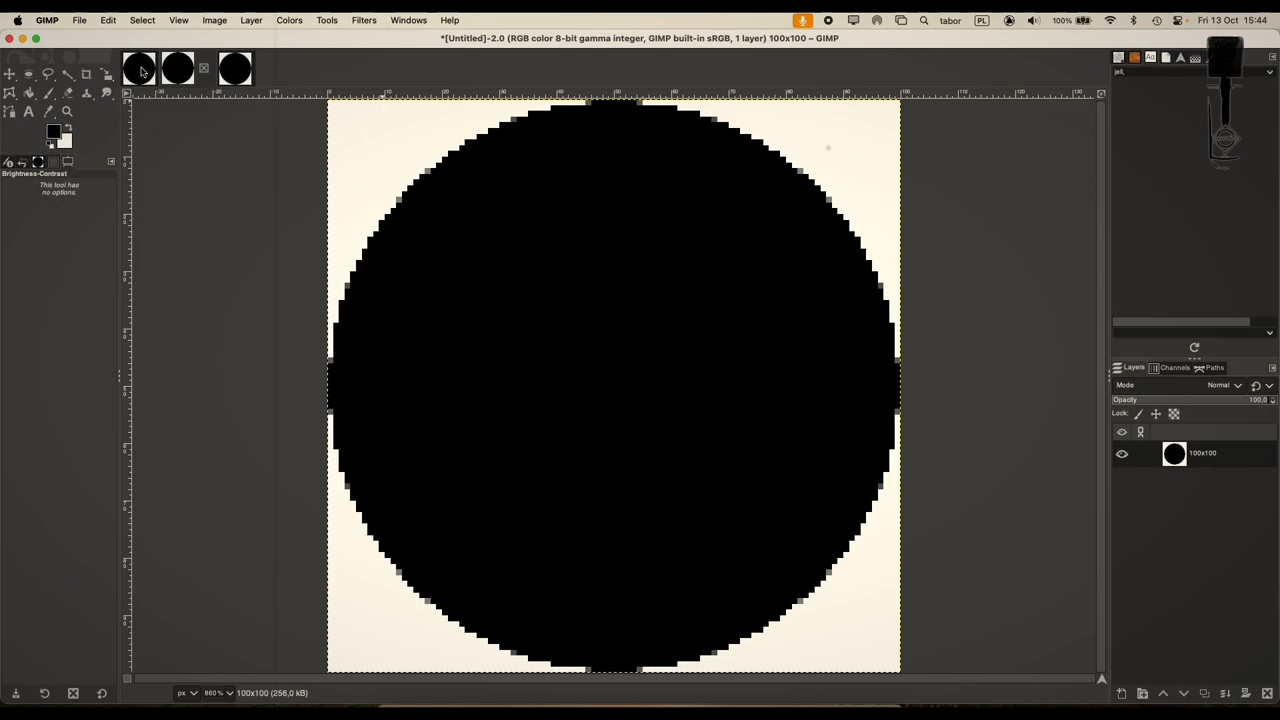 GIMP File Edit Select View Image Layer Colors Tools Filters Windows Help tabor PL 100% Fri 13 Oct 15:44
*[Untitled]-2.0 (RGB color 8-bit gamma integer, GIMP built-in sRGB, 1 layer) 100x100 – GIMP
jell,
Brightness-Contrast
This tool has
no options.
Layers Channels Paths
Mode Normal
Opacity 100,0
Lock:
100x100
px 860% 100x100 (256,0 kB)